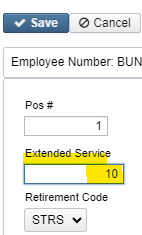 Save Cancel
Employee Number: BUN
Pos #
1
Extended Service
10
Retirement Code
STRS